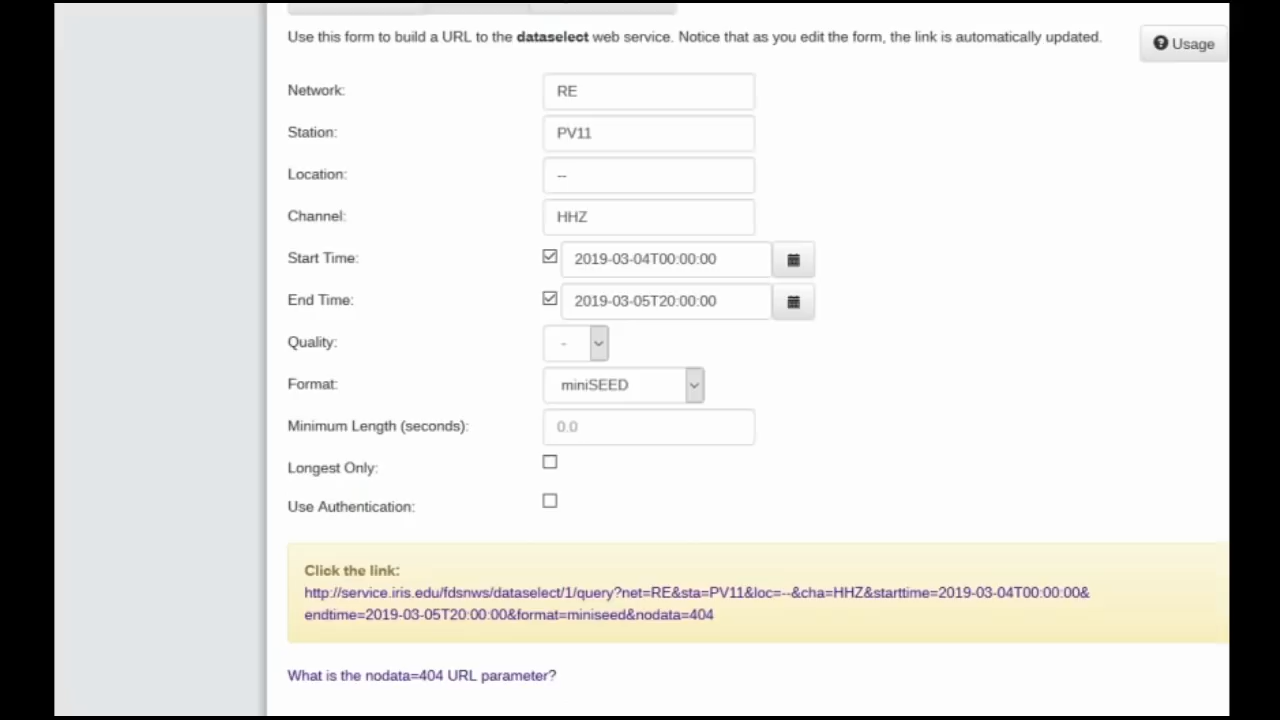 Use this form to build a URL to the dataselect web service. Notice that as you edit the form, the link is automatically updated.
Usage
Network: RE
Station: PV11
Location: --
Channel: HHZ
Start Time: 2019-03-04T00:00:00
End Time: 2019-03-05T20:00:00
Quality: -
Format: miniSEED
Minimum Length (seconds): 0.0
Longest Only:
Use Authentication:
Click the link:
http://service.iris.edu/fdsnws/dataselect/1/query?net=RE&sta=PV11&loc=--&cha=HHZ&starttime=2019-03-04T00:00:00&
endtime=2019-03-05T20:00:00&format=miniseed&nodata=404
What is the nodata=404 URL parameter?